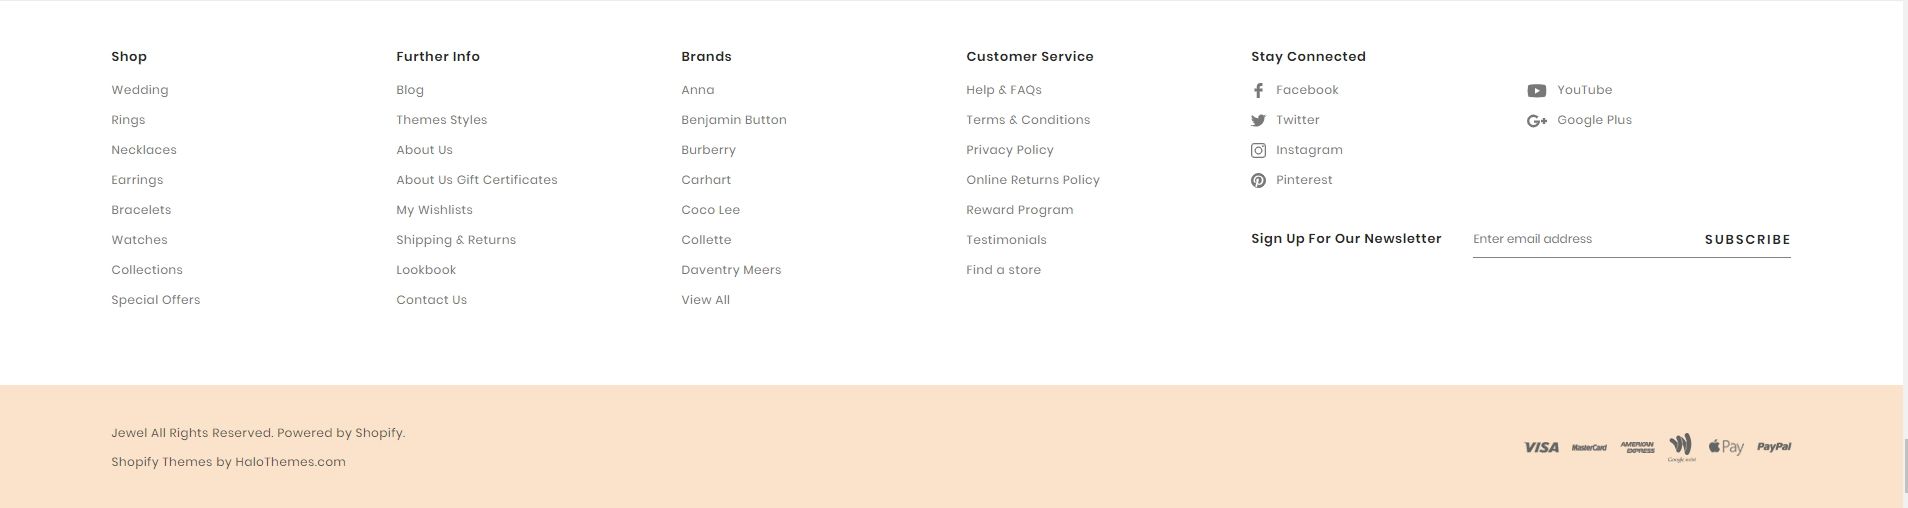 Shop
Wedding
Rings
Necklaces
Earrings
Bracelets
Watches
Collections
Special Offers
Further Info
Blog
Themes Styles
About Us
About Us Gift Certificates
My Wishlists
Shipping & Returns
Lookbook
Contact Us
Brands
Anna
Benjamin Button
Burberry
Carhart
Coco Lee
Collette
Daventry Meers
View All
Customer Service
Help & FAQs
Terms & Conditions
Privacy Policy
Online Returns Policy
Reward Program
Testimonials
Find a store
Stay Connected
Facebook
Twitter
Instagram
Pinterest
YouTube
G+ Google Plus
Sign Up For Our Newsletter
Enter email address
SUBSCRIBE
Jewel All Rights Reserved. Powered by Shopify.
Shopify Themes by HaloThemes.com
VISA
MasterCard
AMERICAN
EXPRESS
Google wallet
Pay
PayPal